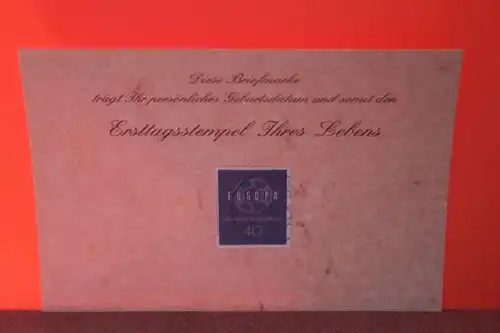 Diese Briefmarke
trägt Ihr persönliches Geburtsdatum und somit den
Ersttagsstempel Ihres Lebens
EUROPA
40